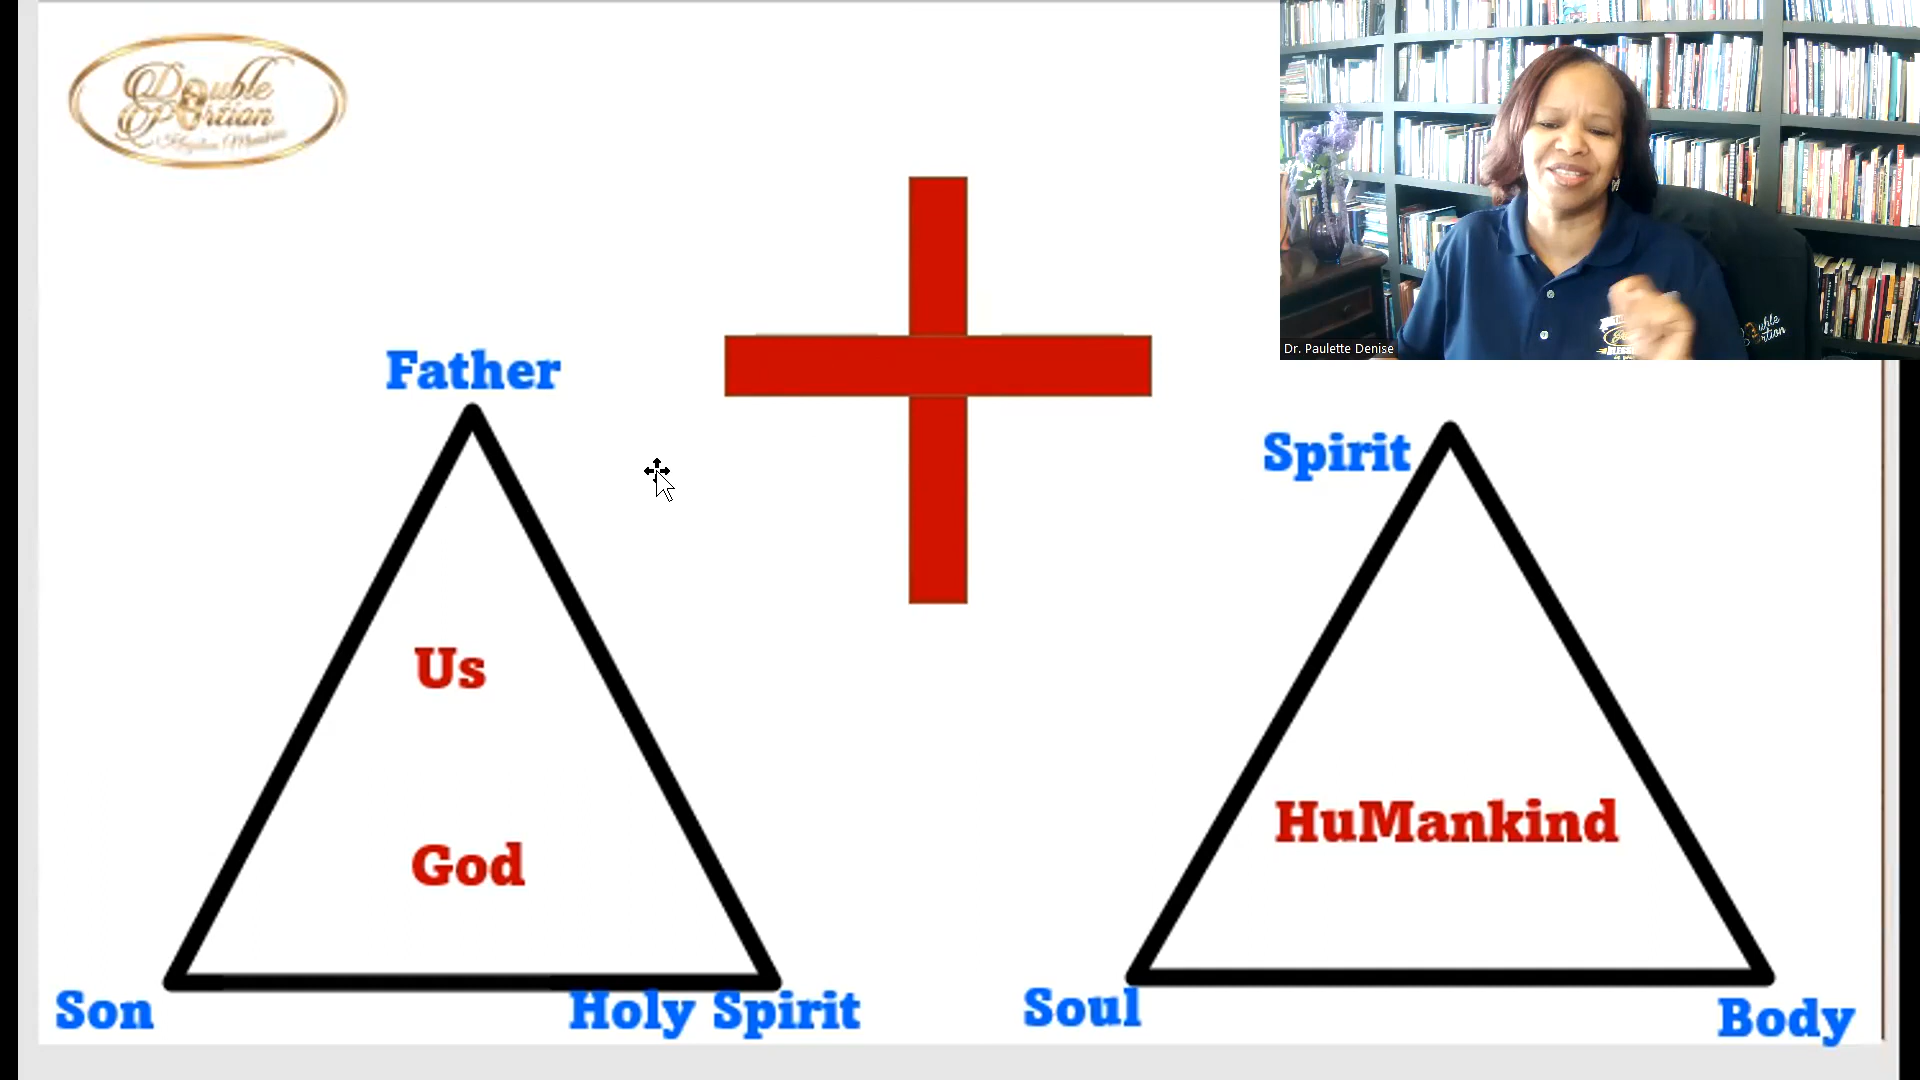 Double
Portion
Dr. Paulette Denise
Father
Spirit
Us
God
HuMankind
Son
Holy Spirit
Soul
Body